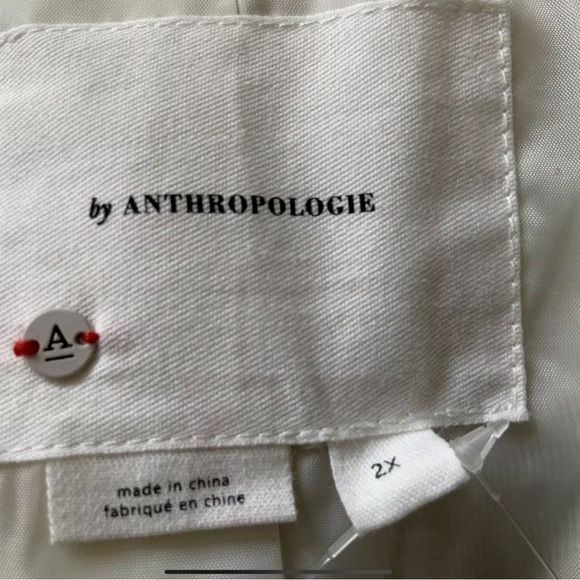 by ANTHROPOLOGIE
A
made in china
fabriqué en chine
2X